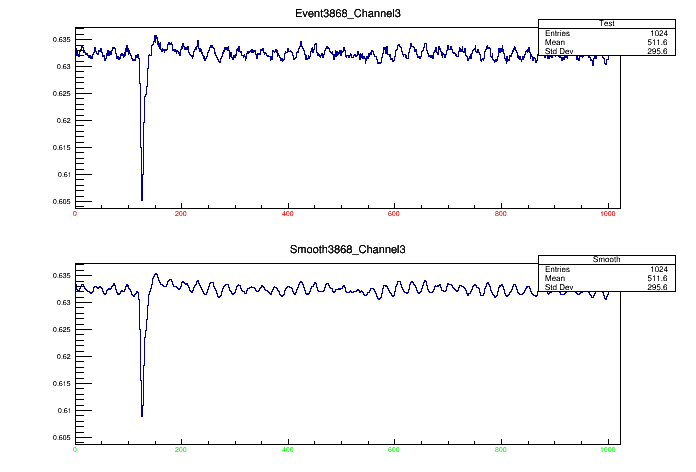 Event3868_Channel3
Test
Entries 1024
Mean 511.6
Std Dev 295.6
0.635
0.63
0.625
0.62
0.615
0.61
0.605
0 200 400 600 800 1000
Smooth3868_Channel3
Smooth
Entries 1024
Mean 511.6
Std Dev 295.6
0.635
0.63
0.625
0.62
0.615
0.61
0.605
0 200 400 600 800 1000